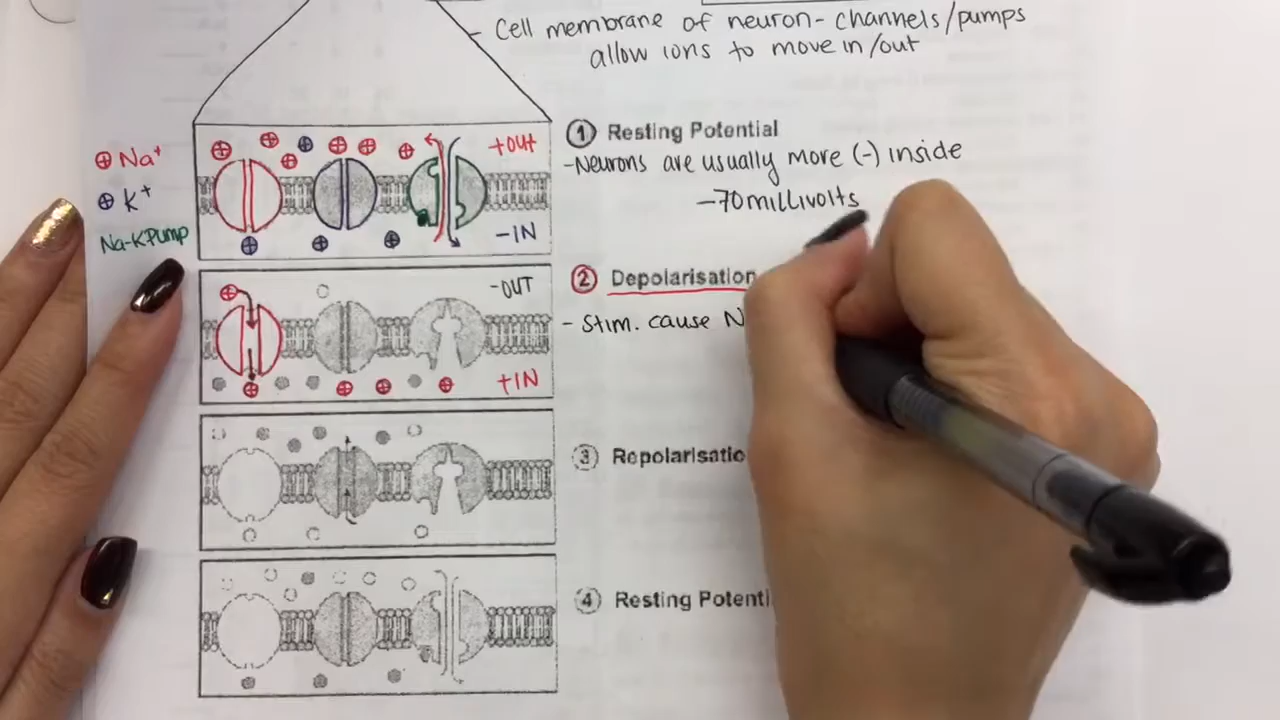 - Cell membrane of neuron - channels/pumps
allow ions to move in/out
⊕ Na⁺
⊕ K⁺
Na-K Pump
+OUT
-IN
① Resting Potential
-Neurons are usually more (-) inside
-70 millivolts
-OUT
+IN
② Depolarisation
- Stim. cause N
③ Repolarisatio
④ Resting Potenti